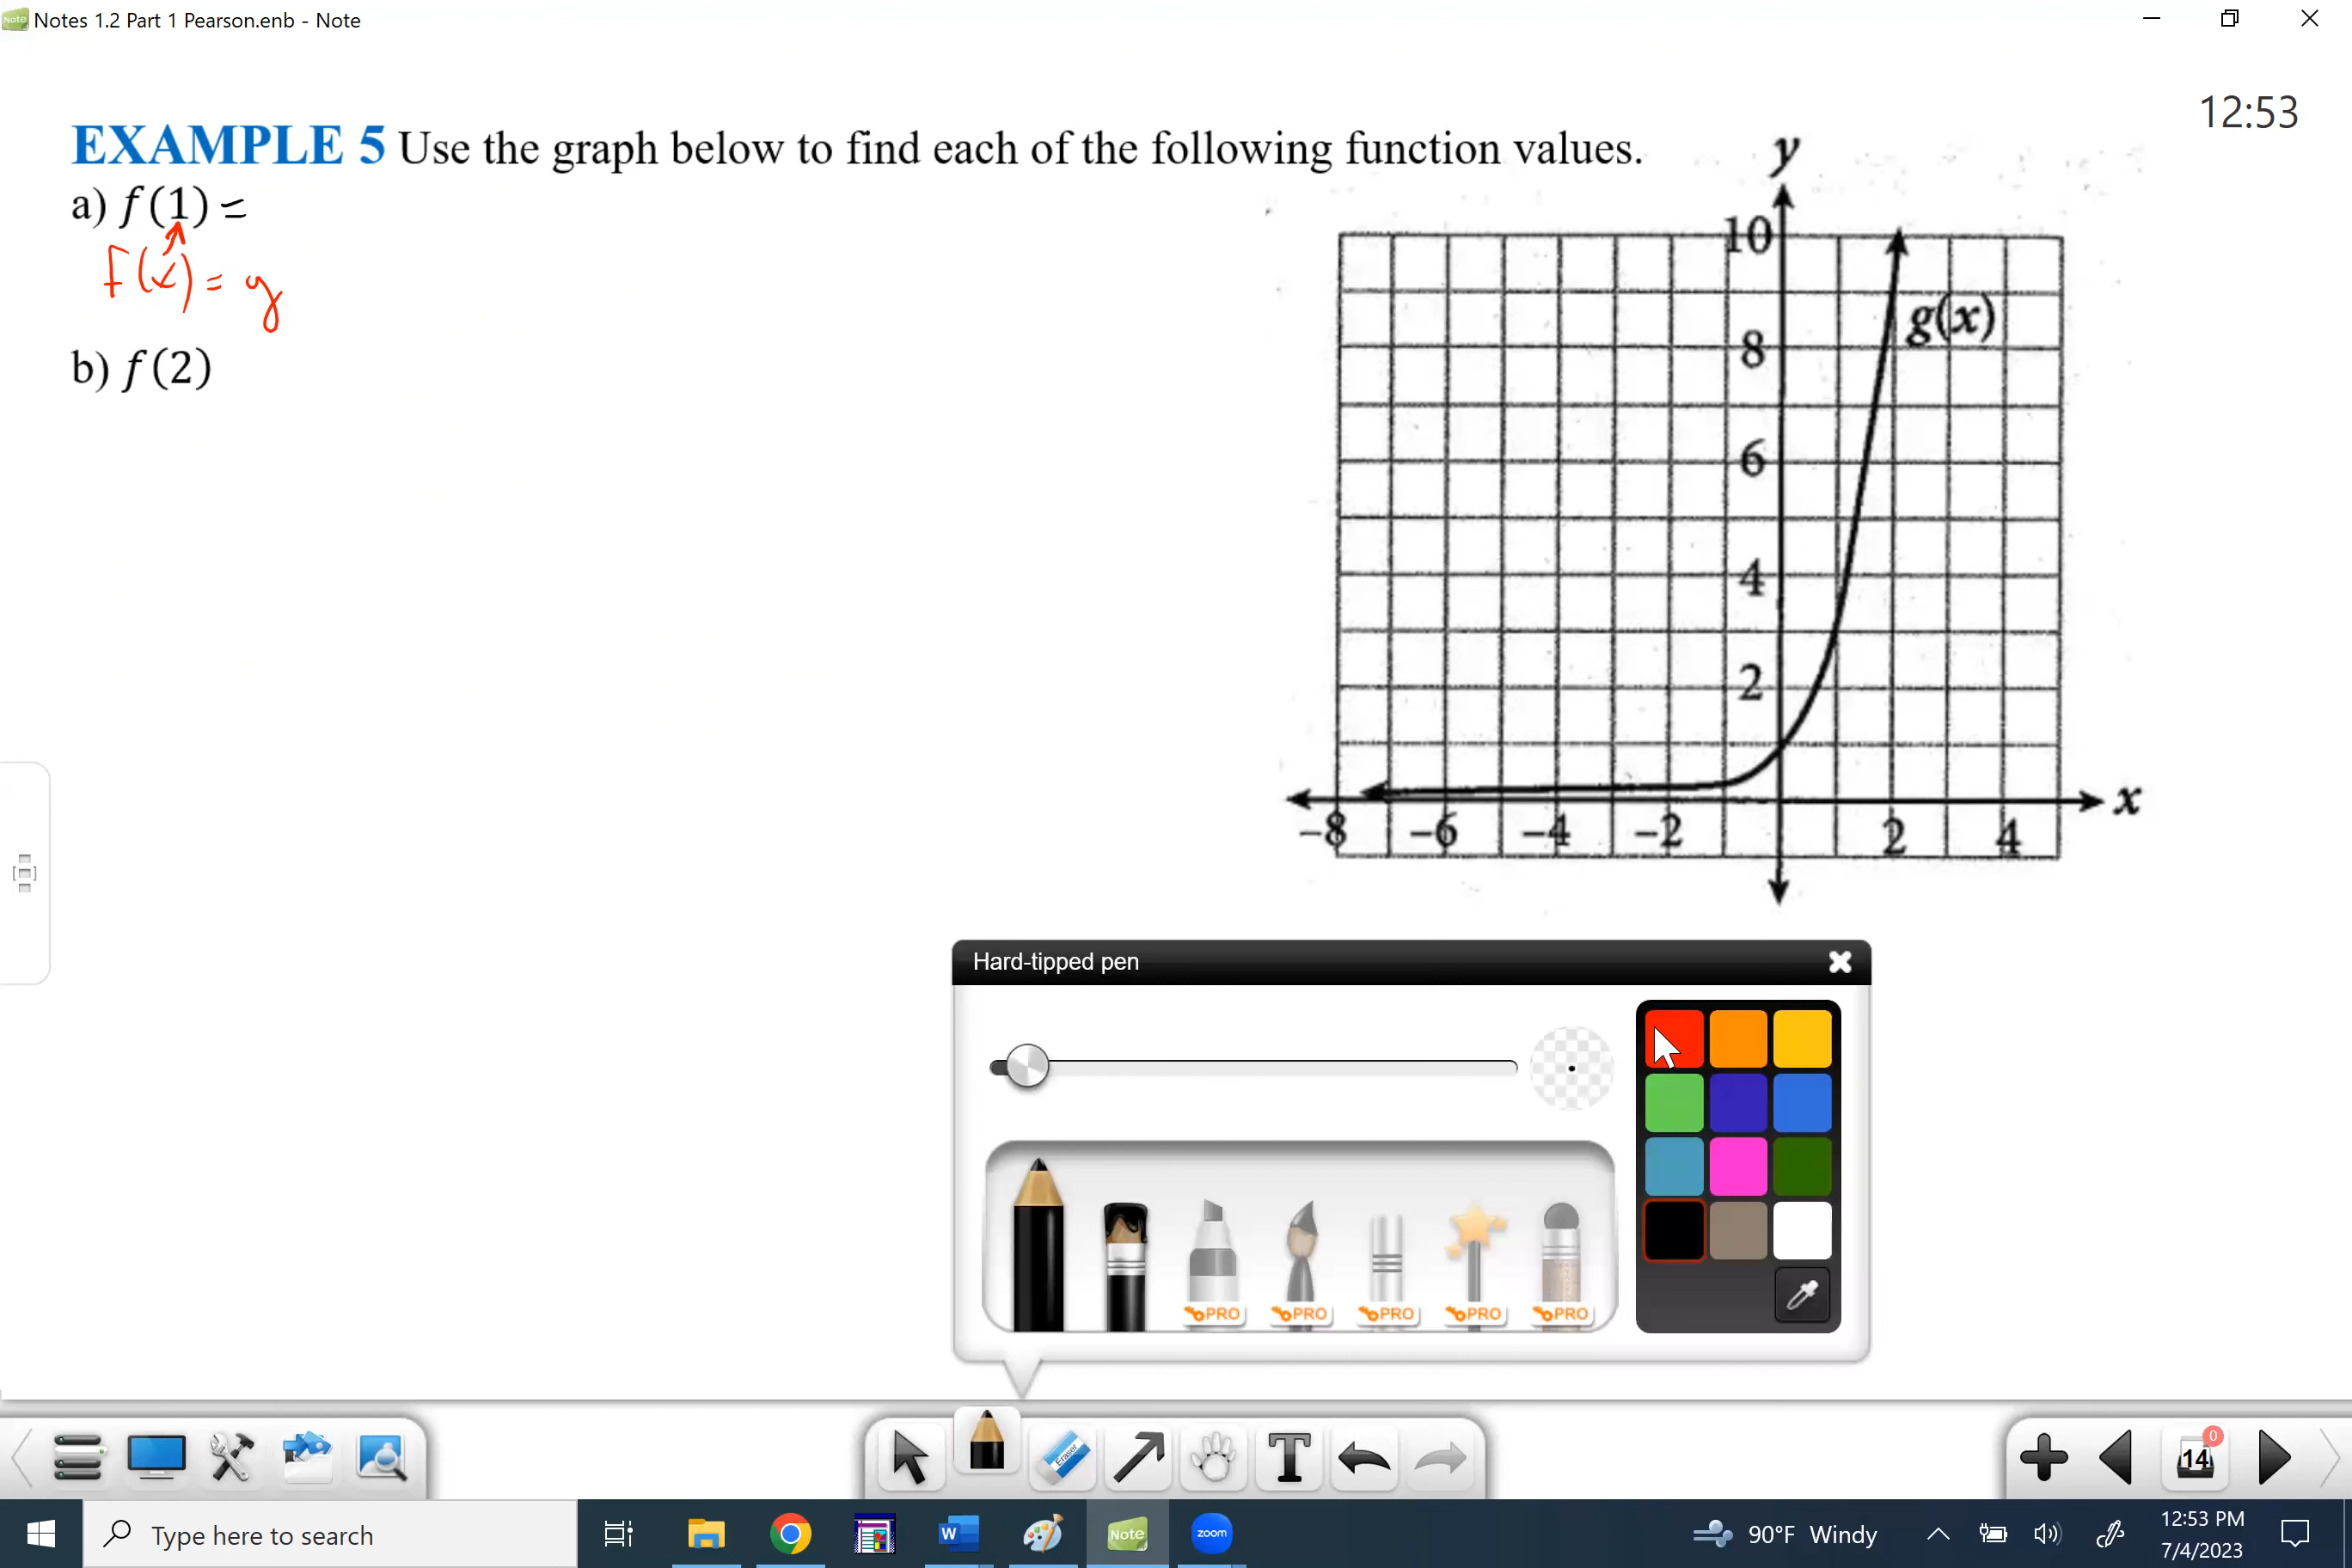 Notes 1.2 Part 1 Pearson.enb - Note
12:53
EXAMPLE 5 Use the graph below to find each of the following function values.
a) f(1) =
f(x) = y
b) f(2)
y
10
g(x)
8
6
4
2
x
-8 -6 -4 -2 2 4
Hard-tipped pen
PRO PRO PRO PRO PRO
Eraser
T
14
0
Type here to search
W
Note
zoom
90°F Windy
12:53 PM
7/4/2023